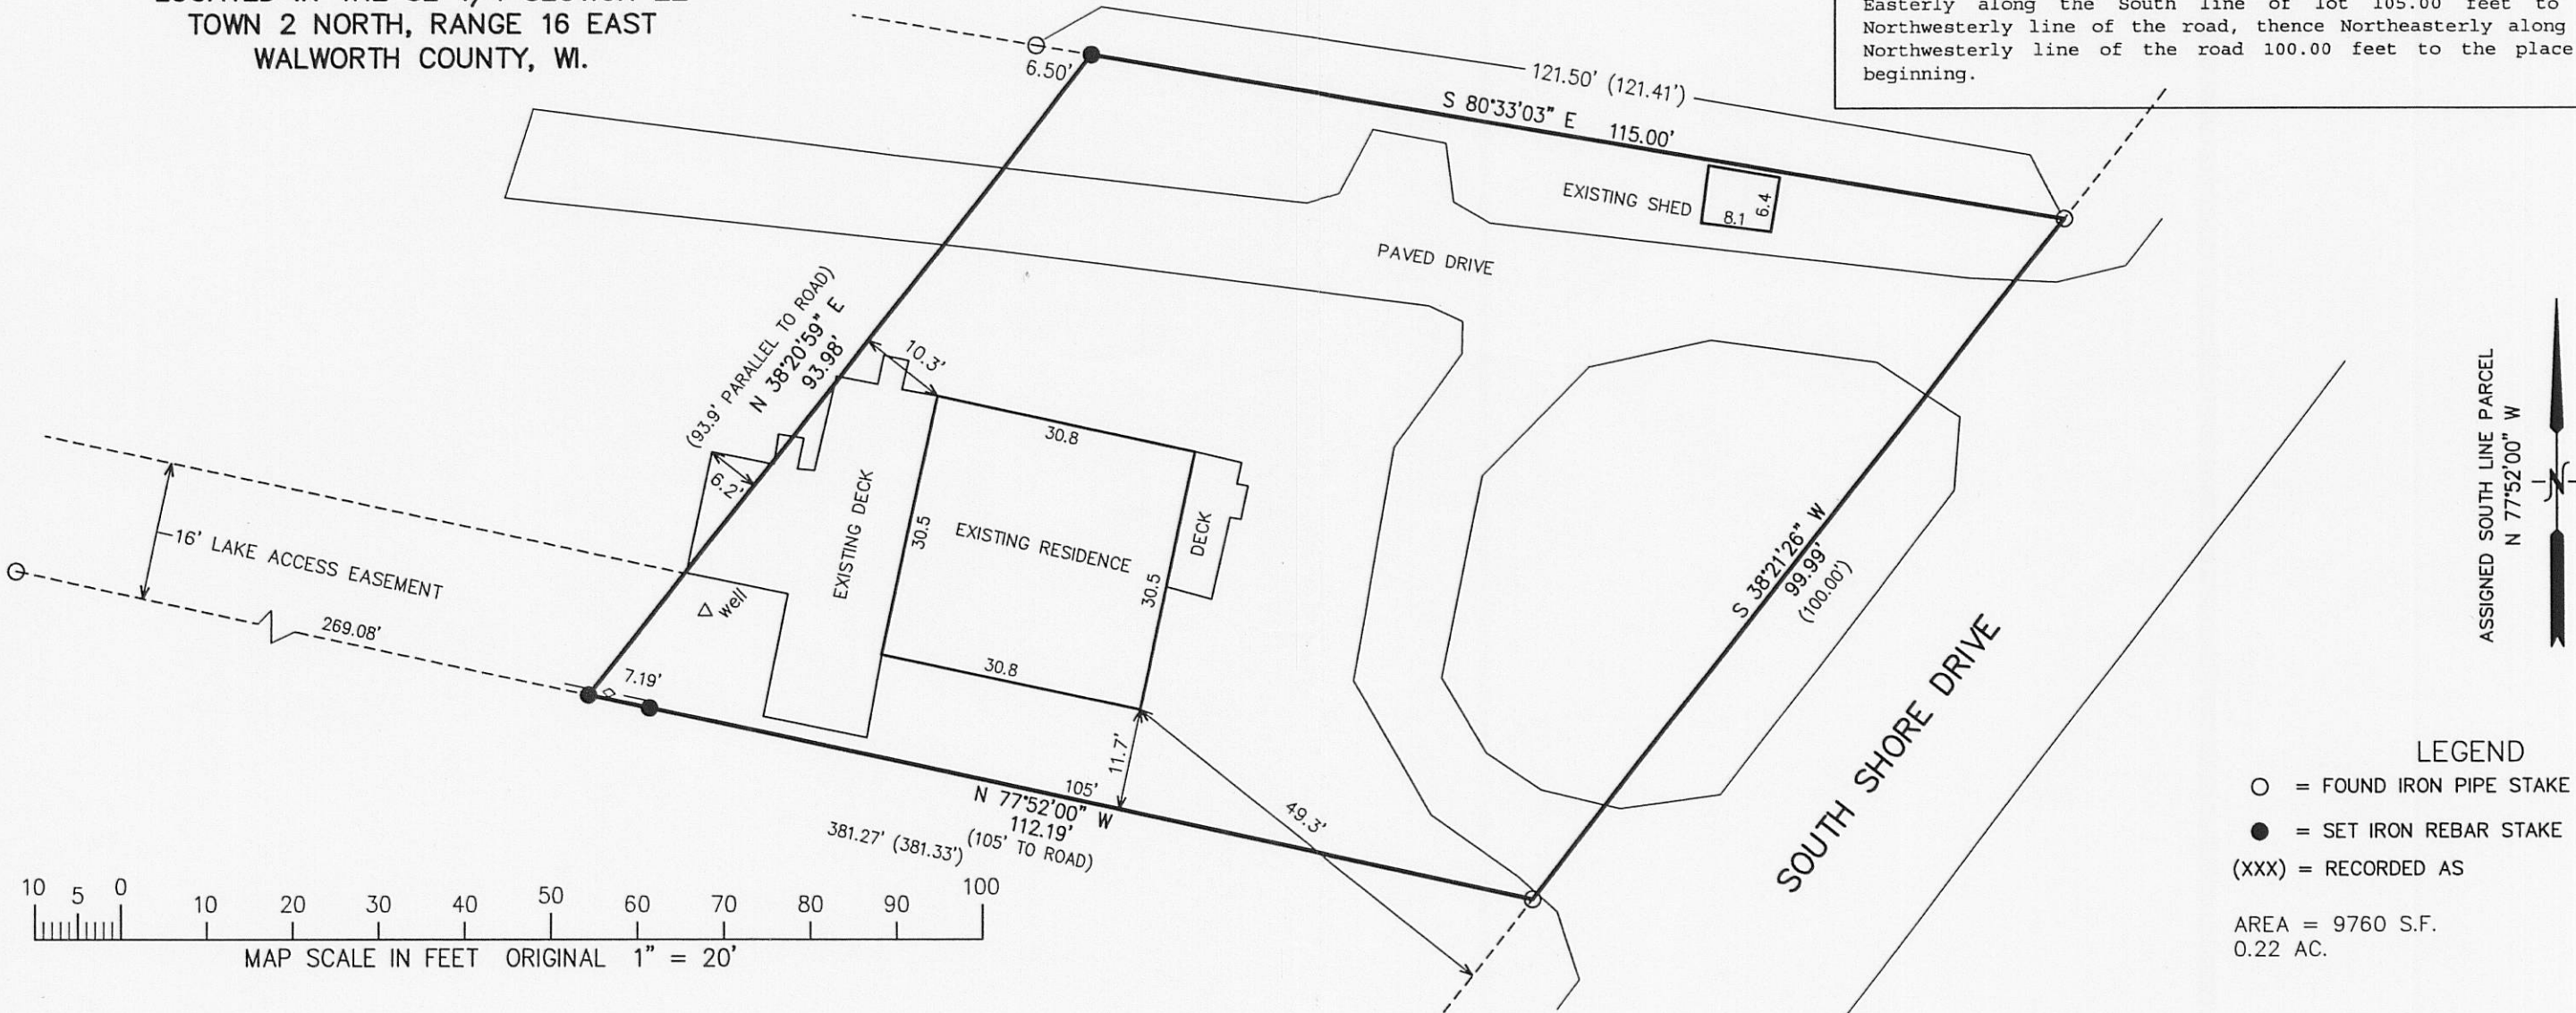 TOWN 2 NORTH, RANGE 16 EAST
WALWORTH COUNTY, WI.
Easterly along the South line of lot 105.00 feet to
Northwesterly line of the road, thence Northeasterly along
Northwesterly line of the road 100.00 feet to the place
beginning.
6.50'
121.50' (121.41')
S 80°33'03" E 115.00'
EXISTING SHED
8.1
6.4
PAVED DRIVE
(93.9' PARALLEL TO ROAD)
N 38°20'59" E
93.98'
10.3'
6.2'
30.8
EXISTING DECK
30.5
EXISTING RESIDENCE
30.5
DECK
30.8
16' LAKE ACCESS EASEMENT
269.08'
well
7.19'
11.7'
49.3'
105'
N 77°52'00" W
112.19'
(105' TO ROAD)
381.27' (381.33')
S 38°21'26" W
99.99'
(100.00')
SOUTH SHORE DRIVE
ASSIGNED SOUTH LINE PARCEL
N 77°52'00" W
N
LEGEND
= FOUND IRON PIPE STAKE
= SET IRON REBAR STAKE
(XXX) = RECORDED AS
AREA = 9760 S.F.
0.22 AC.
10 5 0 10 20 30 40 50 60 70 80 90 100
MAP SCALE IN FEET ORIGINAL 1" = 20'